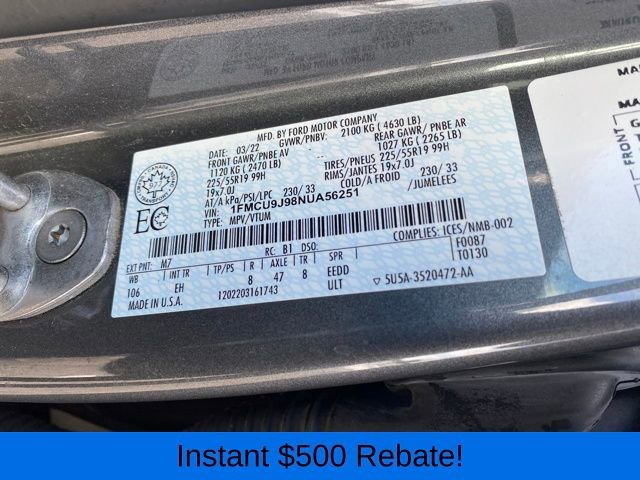 MFD. BY FORD MOTOR COMPANY
03/22 GVWR/PNBV: 2100 KG ( 4630 LB)
FRONT GAWR/PNBE AV REAR GAWR/ PNBE AR
1120 KG ( 2470 LB) 1027 KG ( 2265 LB)
225/55R19 99H TIRES/PNEUS 225/55R19 99H
19x7.0J RIMS/JANTES 19x7.0J
AT/A kPa/PSI/LPC 230/ 33 COLD/A FROID 230/ 33
VIN: 1FMCU9J98NUA56251 /JUMELEES
TYPE: MPV/VTUM
CANADA
EC
COMPLIES: ICES/NMB-002
EXT PNT: M7 RC: B1 DSO: F0087
WB INT TR TP/PS R AXLE TR SPR T0130
106 EH 8 47 8 EEDD
MADE IN U.S.A. ULT 5U5A-3520472-AA
1202203161743
FRONT
Instant $500 Rebate!